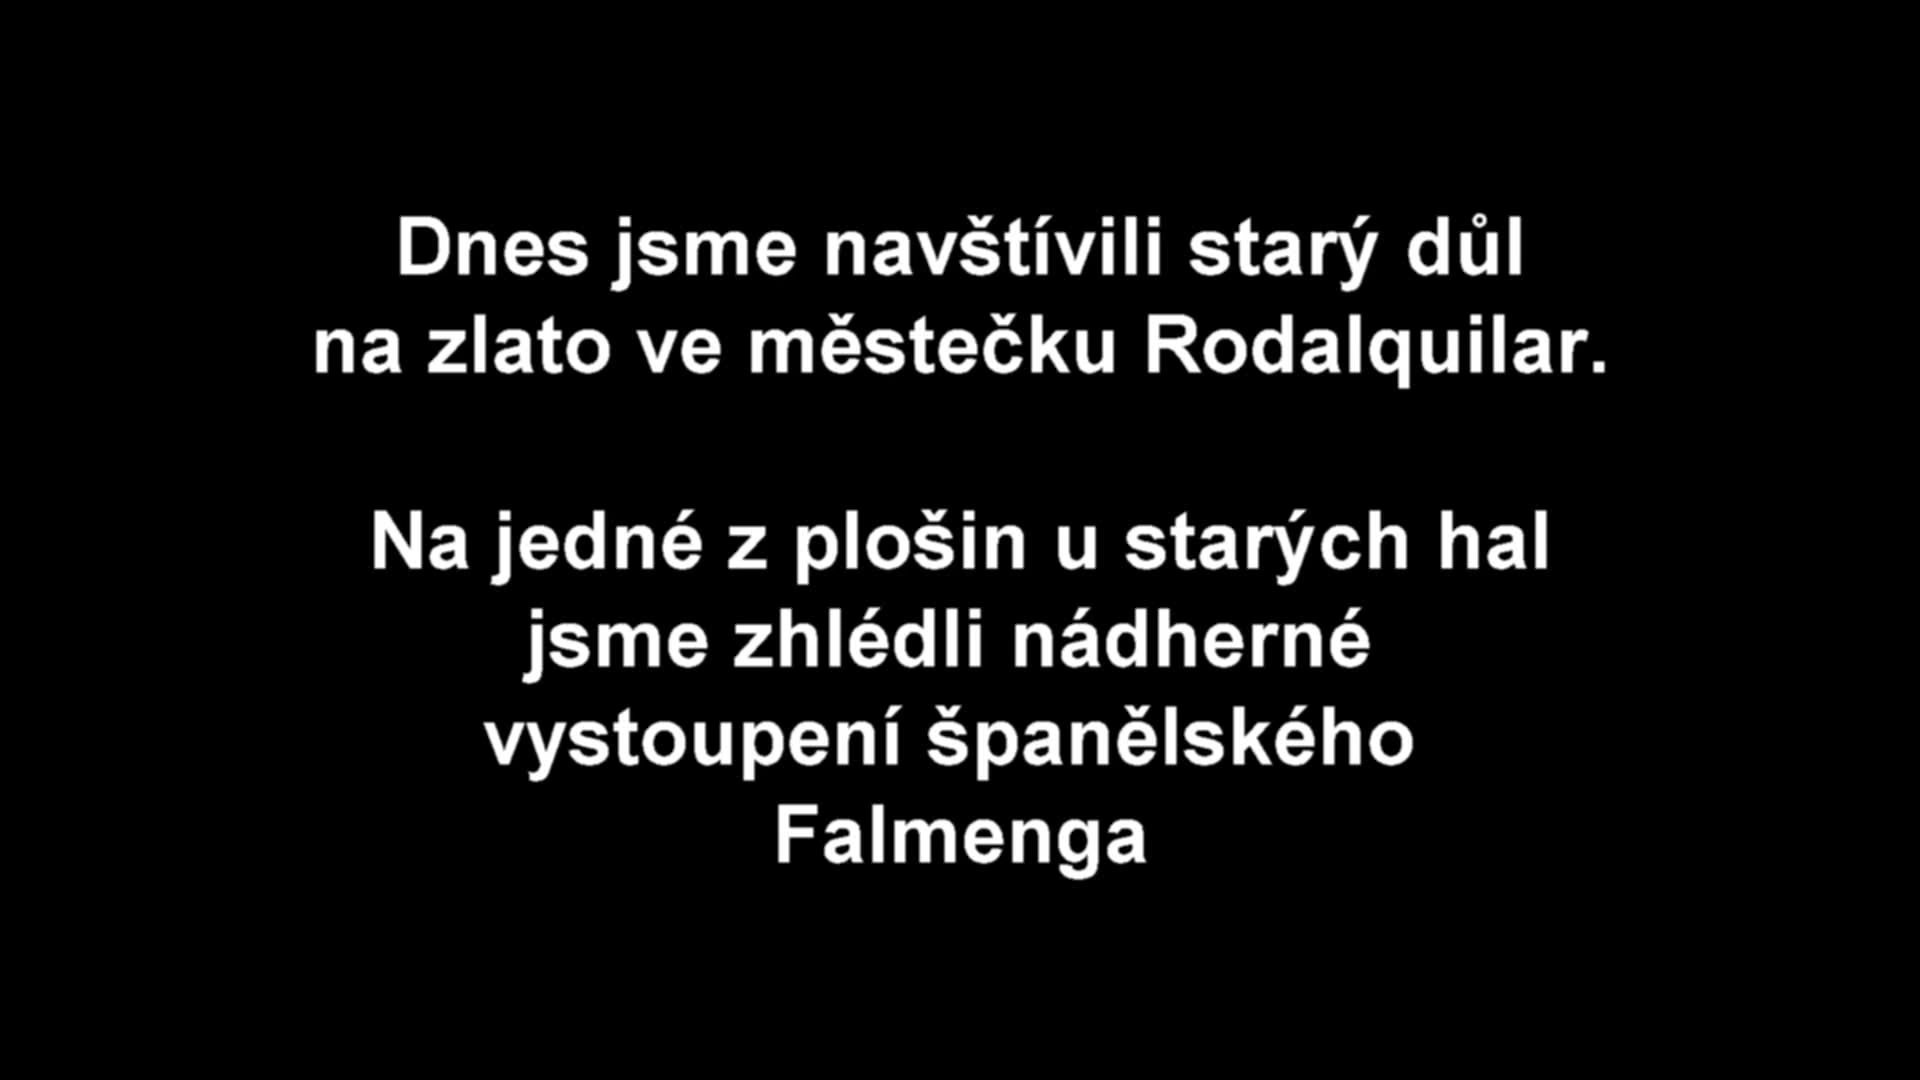 Dnes jsme navštívili starý důl
na zlato ve městečku Rodalquilar.
Na jedné z plošin u starých hal
jsme zhlédli nádherné
vystoupení španělského
Falmenga